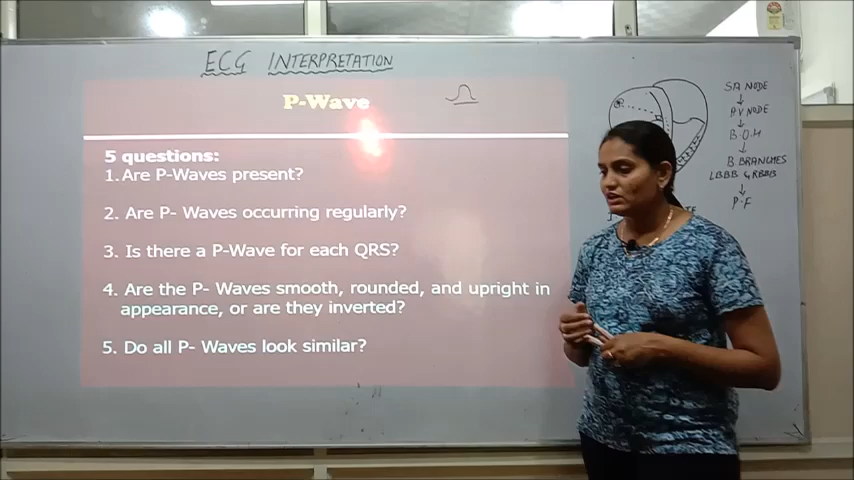 ECG INTERPRETATION
P-Wave
5 questions:
1. Are P-Waves present?
2. Are P- Waves occurring regularly?
3. Is there a P-Wave for each QRS?
4. Are the P- Waves smooth, rounded, and upright in
appearance, or are they inverted?
5. Do all P- Waves look similar?
SA NODE
↓
AV NODE
↓
B.O.H
↓
B BRANCHES
LBBB & RBBB
↓
P.F